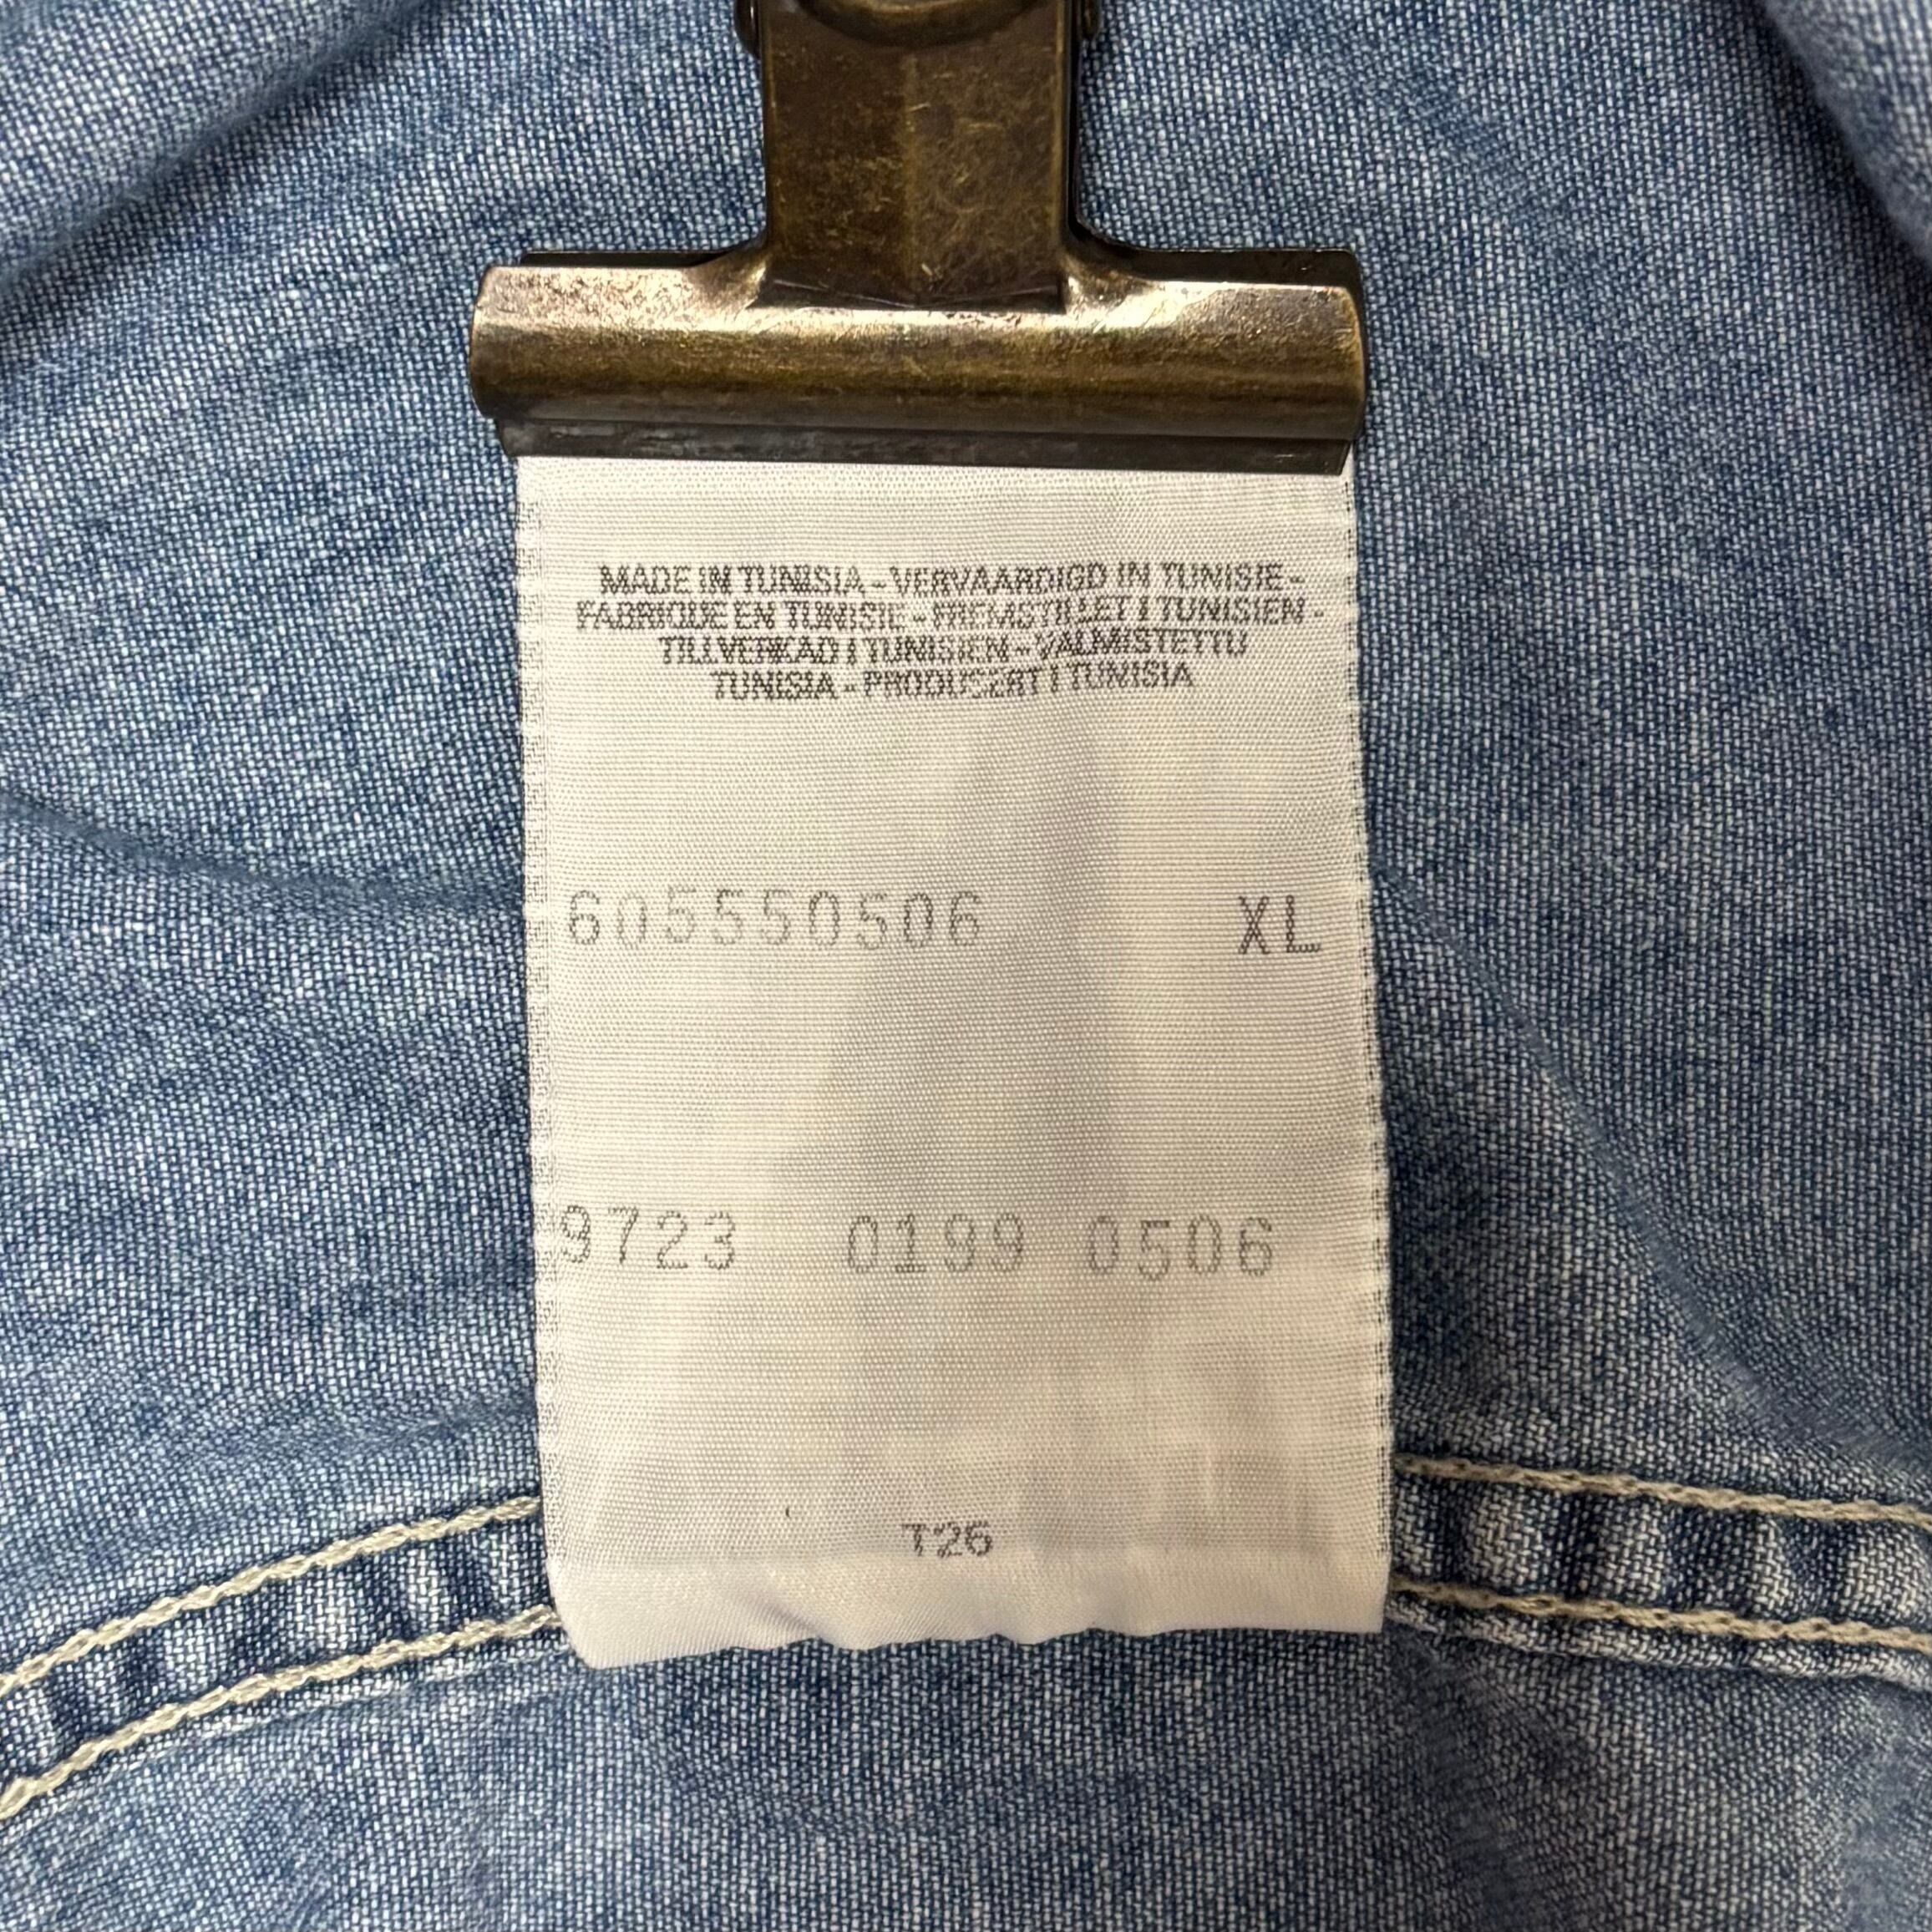 MADE IN TUNISIA - VERVAARDIGD IN TUNISIE -
FABRIQUE EN TUNISIE - FREMSTILLET I TUNISIEN -
TILLVERKAD I TUNISIEN - VALMISTETTU
TUNISIA - PRODUSERT I TUNISIA
605550506 XL
9723 0199 0506
T26